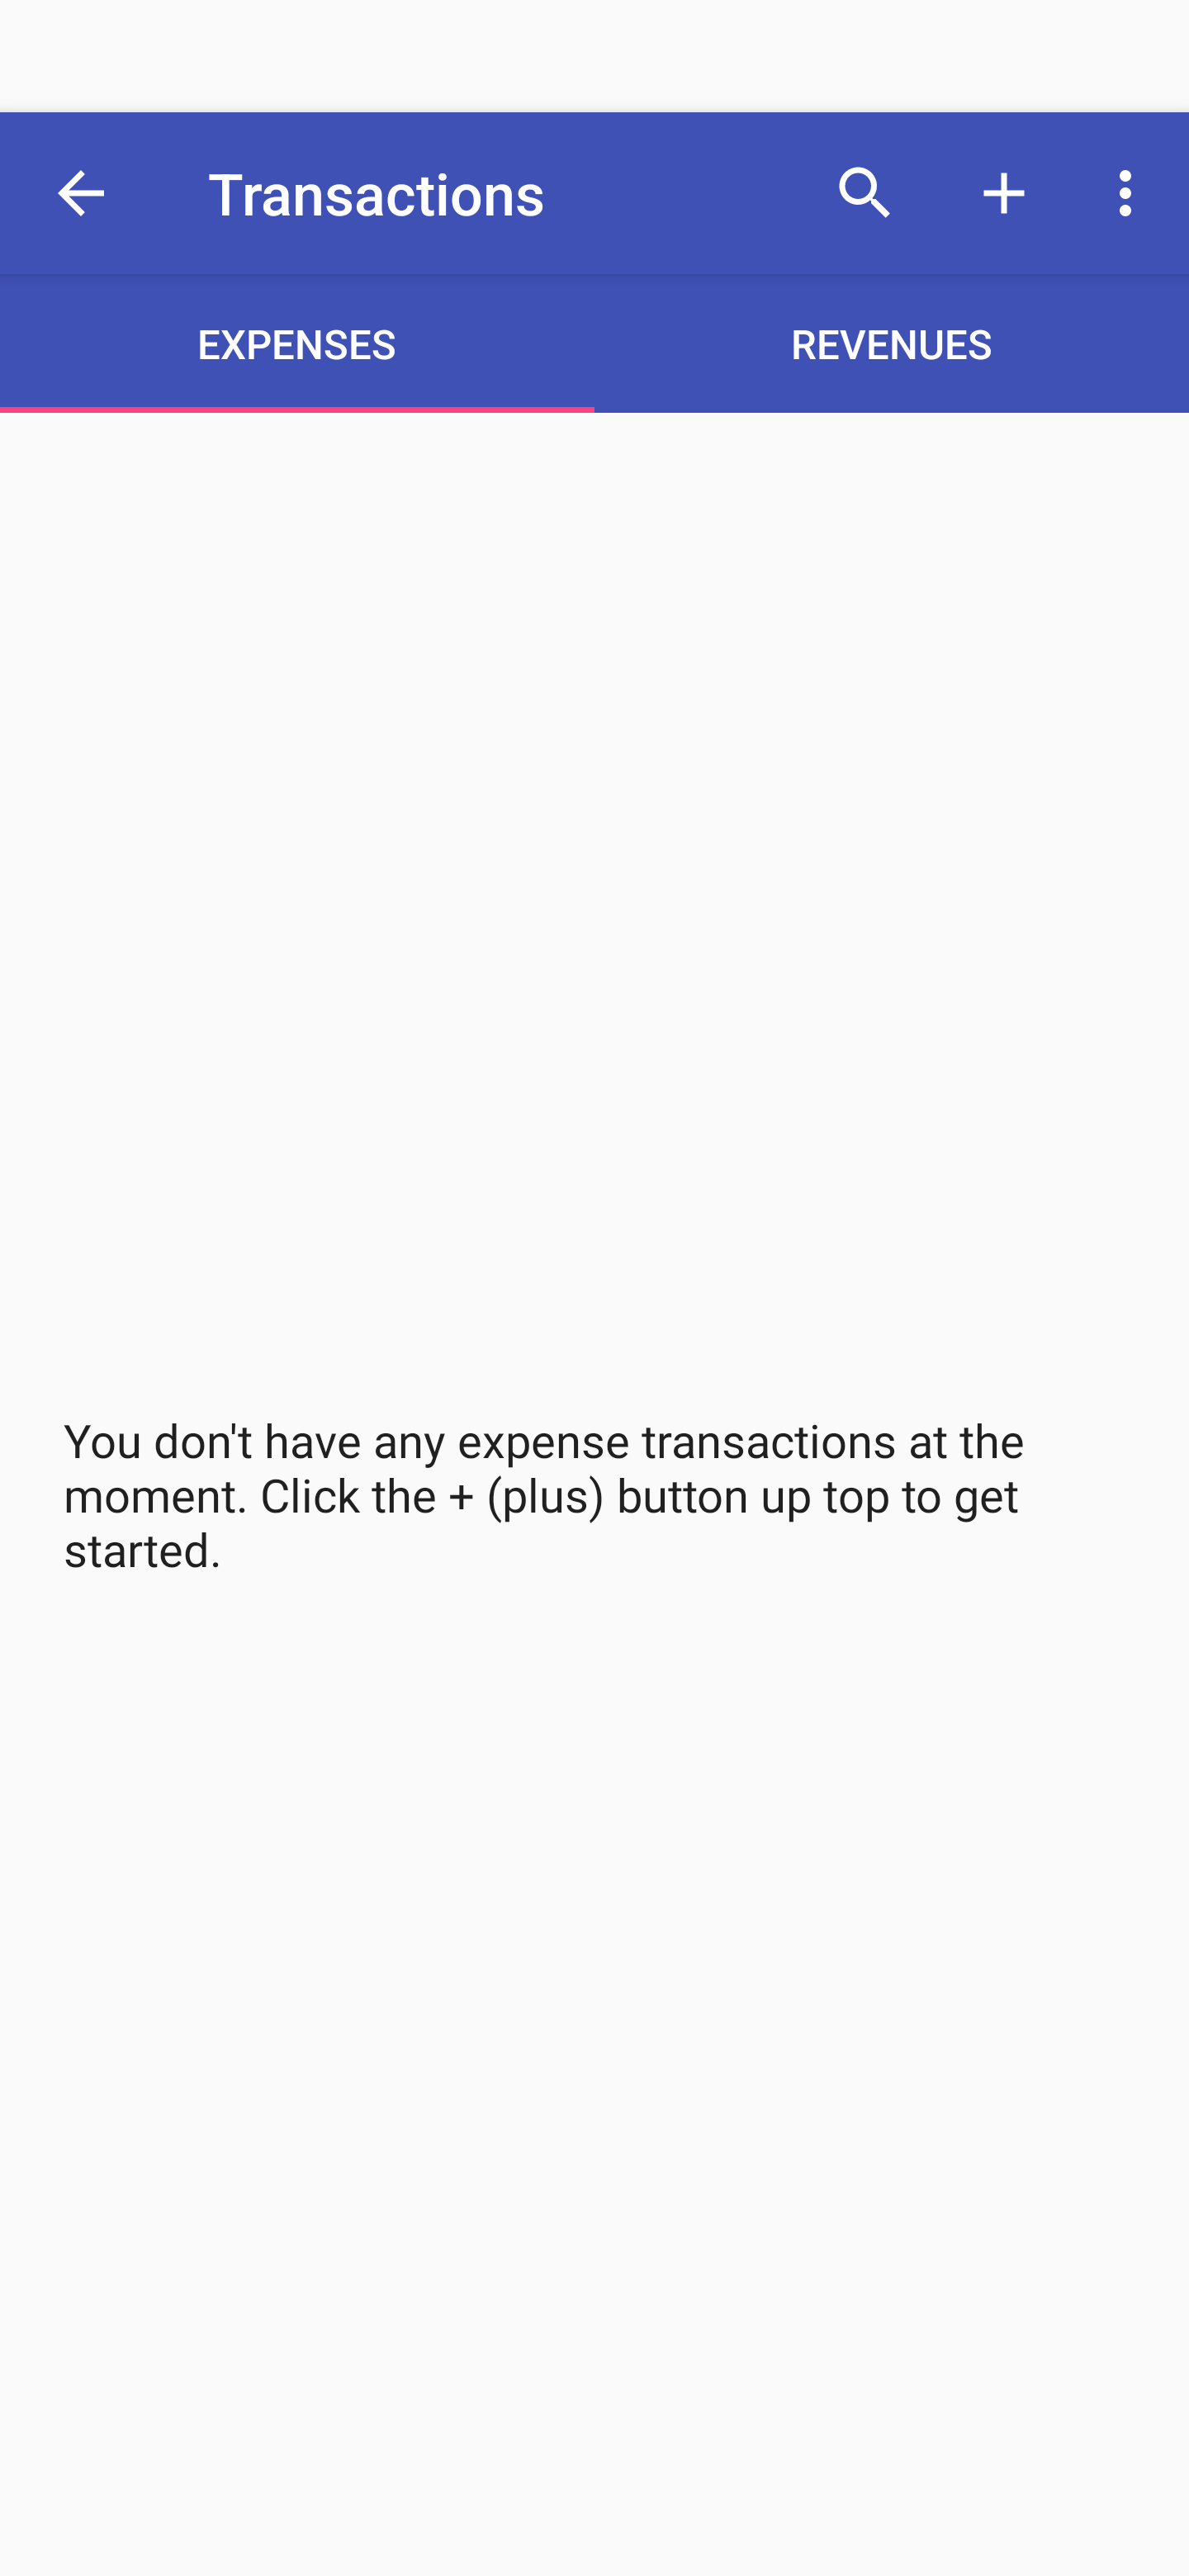 Transactions
EXPENSES
REVENUES
You don't have any expense transactions at the
moment. Click the + (plus) button up top to get
started.